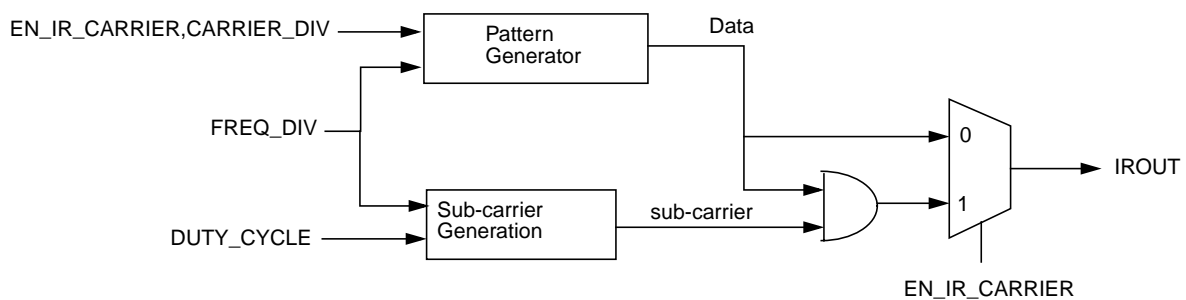 EN_IR_CARRIER,CARRIER_DIV
Pattern
Generator
Data
FREQ_DIV
0
IROUT
1
Sub-carrier
Generation
sub-carrier
DUTY_CYCLE
EN_IR_CARRIER